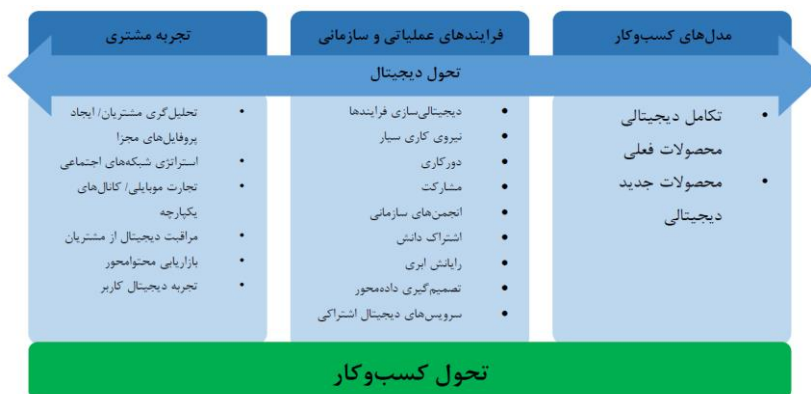 مدل‌های کسب‌وکار
فرایندهای عملیاتی و سازمانی
تجربه مشتری
تحول دیجیتال
• تکامل دیجیتالی
محصولات فعلی
• محصولات جدید
دیجیتالی
• دیجیتالی‌سازی فرایندها
• نیروی کاری سیار
• دورکاری
• مشارکت
• انجمن‌های سازمانی
• اشتراک دانش
• رایانش ابری
• تصمیم‌گیری داده‌محور
• سرویس‌های دیجیتال اشتراکی
• تحلیل‌گری مشتریان/ ایجاد
پروفایل‌های مجزا
• استراتژی شبکه‌های اجتماعی
• تجارت موبایلی/ کانال‌های
یکپارچه
• مراقبت دیجیتال از مشتریان
• بازاریابی محتوامحور
• تجربه دیجیتال کاربر
تحول کسب‌وکار